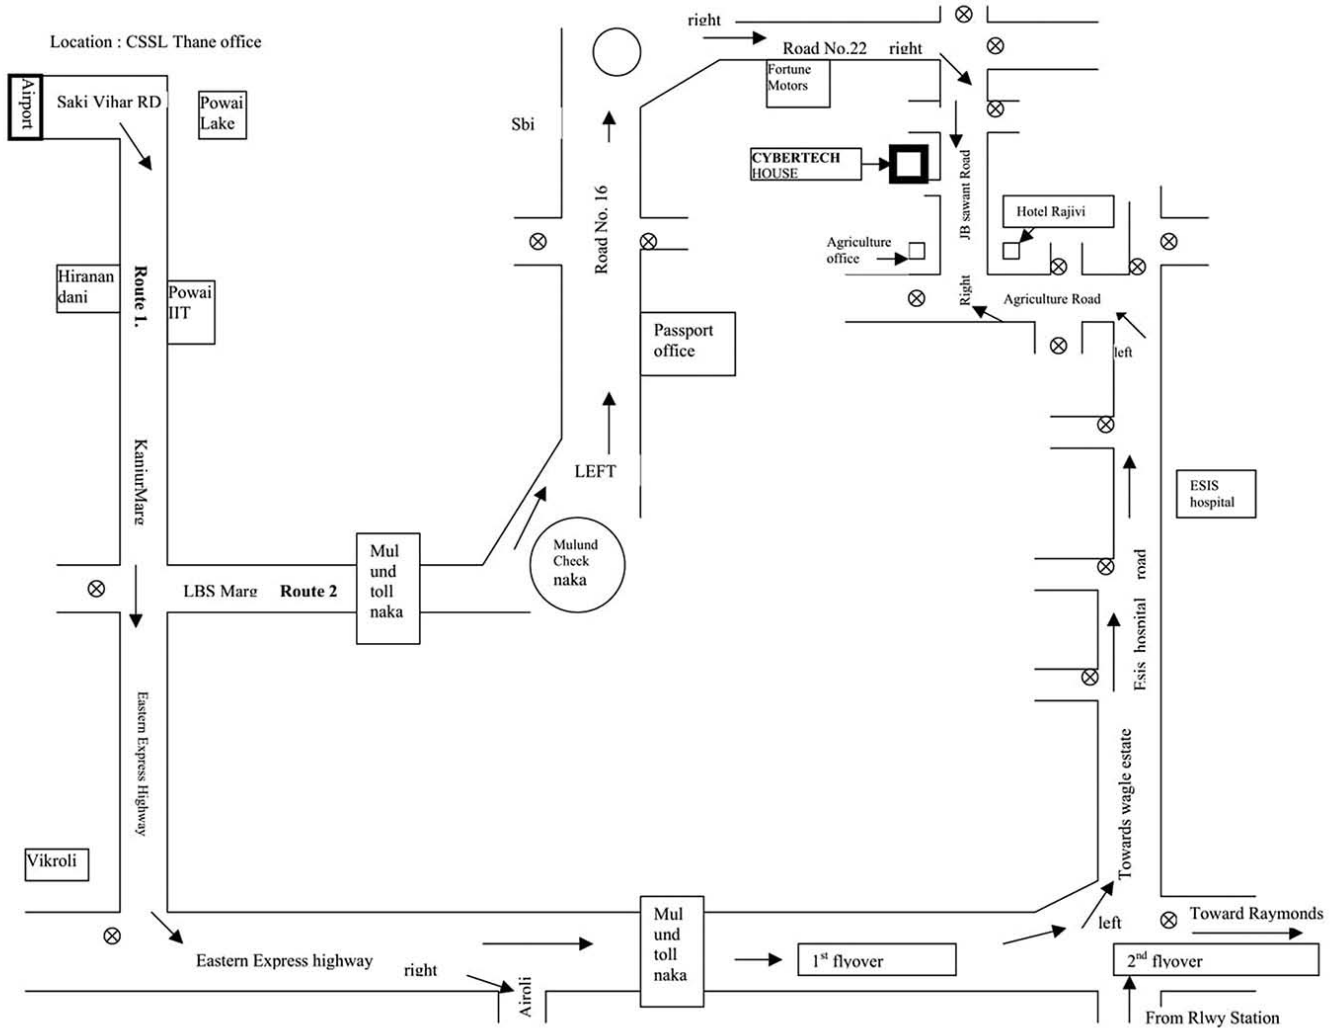 Location : CSSL Thane office
right
Road No.22
right
Fortune
Motors
Airport
Saki Vihar RD
Powai
Lake
Sbi
CYBERTECH
HOUSE
JB sawant Road
Hotel Rajivi
Road No. 16
Agriculture
office
Right
Agriculture Road
left
Hiranan
dani
Route 1.
Powai
IIT
Passport
office
KaniurMarg
LEFT
ESIS
hospital
Mulund
Check
naka
Mul
und
toll
naka
LBS Marg
Route 2
Esis hospital road
Eastern Express Highway
Towards wagle estate
Vikroli
Mul
und
toll
naka
left
Toward Raymonds
Eastern Express highway
right
1st flyover
2nd flyover
Airoli
From Rlwy Station